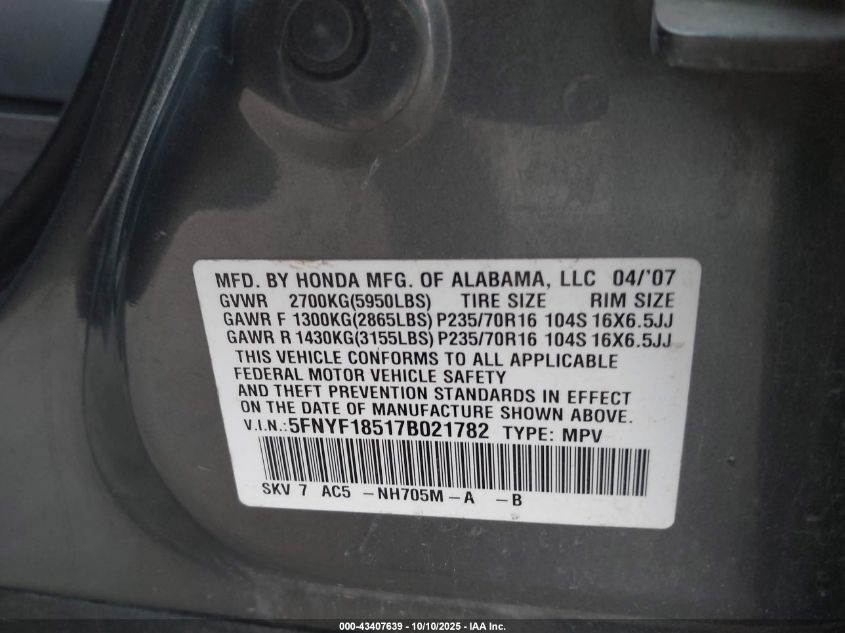 MFD. BY HONDA MFG. OF ALABAMA, LLC 04/'07
GVWR 2700KG(5950LBS) TIRE SIZE RIM SIZE
GAWR F 1300KG(2865LBS) P235/70R16 104S 16X6.5JJ
GAWR R 1430KG(3155LBS) P235/70R16 104S 16X6.5JJ
THIS VEHICLE CONFORMS TO ALL APPLICABLE
FEDERAL MOTOR VEHICLE SAFETY
AND THEFT PREVENTION STANDARDS IN EFFECT
ON THE DATE OF MANUFACTURE SHOWN ABOVE.
V.I.N.:5FNYF18517B021782 TYPE: MPV
SKV 7 AC5 -NH705M-A -B
000-43407639 - 10/10/2025 - IAA Inc.